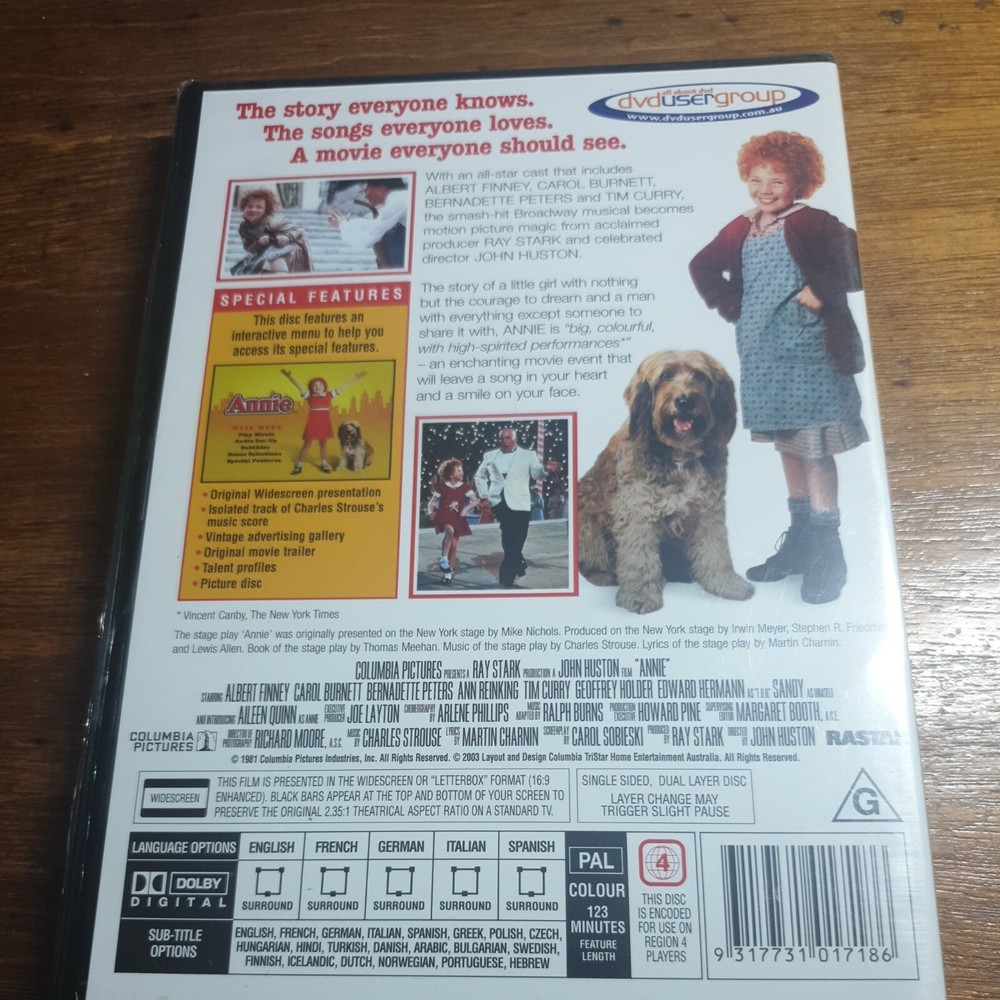 The story everyone knows.
The songs everyone loves.
A movie everyone should see.
all about dvd
dvdusergroup
www.dvdusergroup.com.au
With an all-star cast that includes
ALBERT FINNEY, CAROL BURNETT,
BERNADETTE PETERS and TIM CURRY,
the smash-hit Broadway musical becomes
motion picture magic from acclaimed
producer RAY STARK and celebrated
director JOHN HUSTON.
The story of a little girl with nothing
but the courage to dream and a man
with everything except someone to
share it with, ANNIE is "big, colourful,
with high-spirited performances*"
– an enchanting movie event that
will leave a song in your heart
and a smile on your face.
SPECIAL FEATURES
This disc features an
interactive menu to help you
access its special features.
Annie
MAIN MENU
Play Movie
Audio Set-Up
Subtitles
Scene Selections
Special Features
• Original Widescreen presentation
• Isolated track of Charles Strouse's
music score
• Vintage advertising gallery
• Original movie trailer
• Talent profiles
• Picture disc
* Vincent Canby, The New York Times
The stage play 'Annie' was originally presented on the New York stage by Mike Nichols. Produced on the New York stage by Irwin Meyer, Stephen R. Friedman
and Lewis Allen. Book of the stage play by Thomas Meehan. Music of the stage play by Charles Strouse. Lyrics of the stage play by Martin Charnin.
COLUMBIA PICTURES PRESENTS A RAY STARK PRODUCTION A JOHN HUSTON FILM "ANNIE"
STARRING ALBERT FINNEY CAROL BURNETT BERNADETTE PETERS ANN REINKING TIM CURRY GEOFFREY HOLDER EDWARD HERMANN AS "F.D.R." SANDY AS HIMSELF
AND INTRODUCING AILEEN QUINN AS ANNIE EXECUTIVE PRODUCER JOE LAYTON CHOREOGRAPHY BY ARLENE PHILLIPS MUSIC ADAPTED BY RALPH BURNS PRODUCTION EXECUTIVE HOWARD PINE SUPERVISING EDITOR MARGARET BOOTH, A.C.E.
COLUMBIA PICTURES DIRECTOR OF PHOTOGRAPHY RICHARD MOORE, A.S.C. MUSIC BY CHARLES STROUSE LYRICS BY MARTIN CHARNIN SCREENPLAY BY CAROL SOBIESKI PRODUCED BY RAY STARK DIRECTED BY JOHN HUSTON RASTAR
© 1981 Columbia Pictures Industries, Inc. All Rights Reserved. © 2003 Layout and Design Columbia TriStar Home Entertainment Australia. All Rights Reserved.
WIDESCREEN
THIS FILM IS PRESENTED IN THE WIDESCREEN OR "LETTERBOX" FORMAT (16:9
ENHANCED). BLACK BARS APPEAR AT THE TOP AND BOTTOM OF YOUR SCREEN TO
PRESERVE THE ORIGINAL 2.35:1 THEATRICAL ASPECT RATIO ON A STANDARD TV.
SINGLE SIDED, DUAL LAYER DISC
LAYER CHANGE MAY
TRIGGER SLIGHT PAUSE
G
LANGUAGE OPTIONS ENGLISH FRENCH GERMAN ITALIAN SPANISH
DOLBY
DIGITAL
SURROUND SURROUND SURROUND SURROUND SURROUND
SUB-TITLE
OPTIONS
ENGLISH, FRENCH, GERMAN, ITALIAN, SPANISH, GREEK, POLISH, CZECH,
HUNGARIAN, HINDI, TURKISH, DANISH, ARABIC, BULGARIAN, SWEDISH,
FINNISH, ICELANDIC, DUTCH, NORWEGIAN, PORTUGUESE, HEBREW
PAL
COLOUR
123
MINUTES
FEATURE
LENGTH
4
THIS DISC
IS ENCODED
FOR USE ON
REGION 4
PLAYERS
9 317731 017186